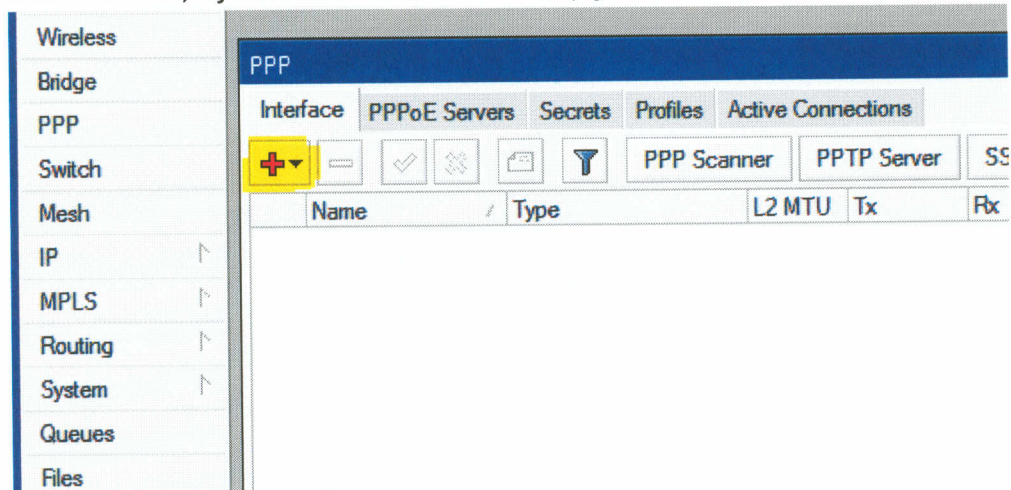 Wireless
Bridge
PPP
Switch
Mesh
IP
MPLS
Routing
System
Queues
Files
PPP
Interface PPPoE Servers Secrets Profiles Active Connections
PPP Scanner PPTP Server
Name Type L2 MTU Tx Rx